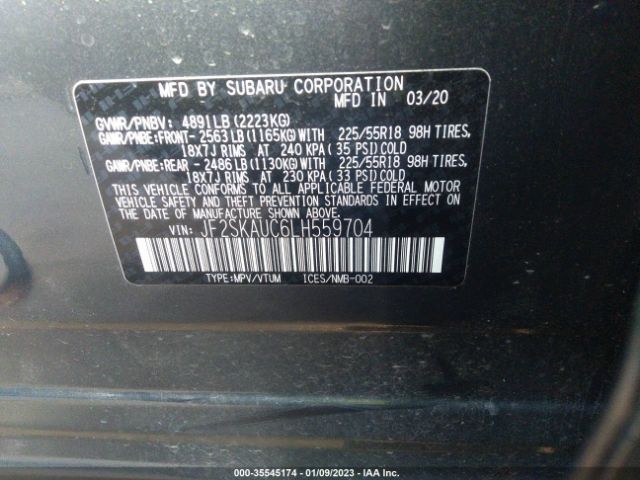 MFD BY SUBARU CORPORATION
MFD IN 03/20
GVWR/PNBV: 4891LB (2223KG)
GAWR/PNBE:FRONT-2563LB(1165KG)WITH 225/55R18 98H TIRES,
18X7J RIMS AT 240 KPA(35 PSI)COLD
GAWR/PNBE:REAR -2486LB(1130KG)WITH 225/55R18 98H TIRES,
18X7J RIMS AT 230 KPA(33 PSI)COLD
THIS VEHICLE CONFORMS TO ALL APPLICABLE FEDERAL MOTOR
VEHICLE SAFETY AND THEFT PREVENTION STANDARDS IN EFFECT ON
THE DATE OF MANUFACTURE SHOWN ABOVE.
VIN: JF2SKAUC6LH559704
TYPE:MPV/VTUM ICES/NMB-002
000-35545174 - 01/09/2023 - IAA Inc.